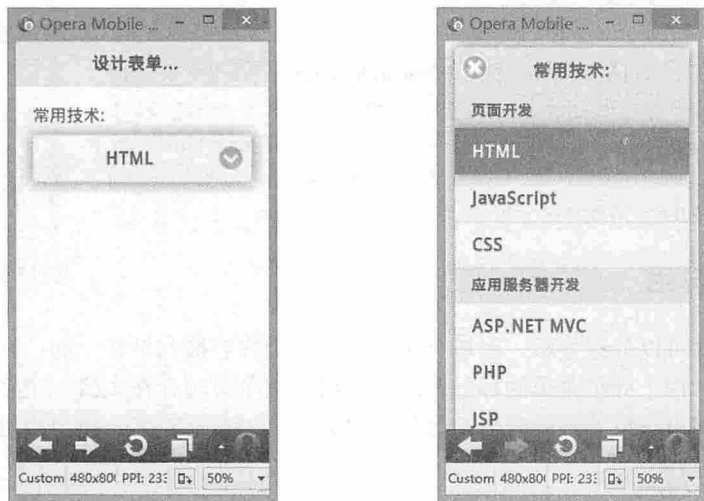 Opera Mobile ...
设计表单...
常用技术:
HTML
Custom 480x80 PPI: 23 50%
Opera Mobile ...
常用技术:
页面开发
HTML
JavaScript
CSS
应用服务器开发
ASP.NET MVC
PHP
JSP
Custom 480x80 PPI: 23 50%